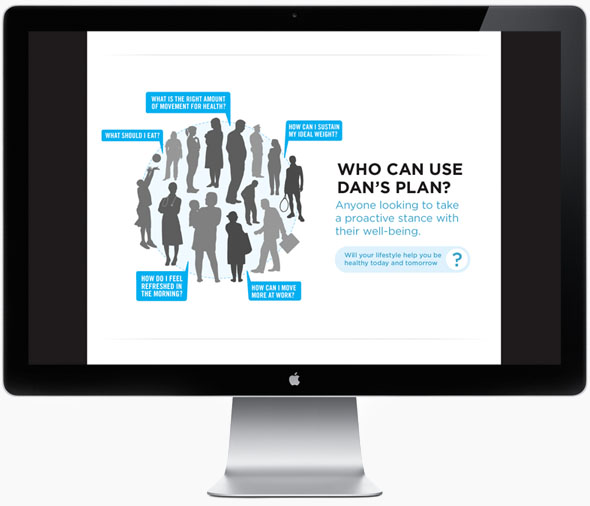 WHAT IS THE RIGHT AMOUNT
OF MOVEMENT FOR HEALTH?
HOW CAN I SUSTAIN
MY IDEAL WEIGHT?
WHAT SHOULD I EAT?
WHO CAN USE
DAN'S PLAN?
Anyone looking to take
a proactive stance with
their well-being.
Will your lifestyle help you be
healthy today and tomorrow
?
HOW DO I FEEL
REFRESHED IN
THE MORNING?
HOW CAN I MOVE
MORE AT WORK?